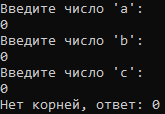 Введите число 'a':
0
Введите число 'b':
0
Введите число 'c':
0
Нет корней, ответ: 0